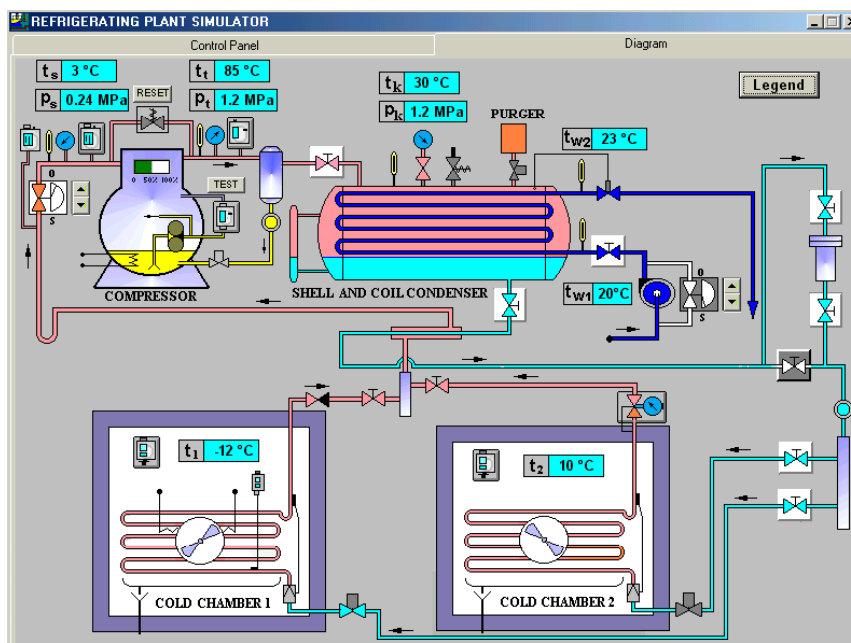 REFRIGERATING PLANT SIMULATOR
Control Panel
Diagram
ts 3 °C
tt 85 °C
tk 30 °C
Legend
RESET
ps 0.24 MPa
pt 1.2 MPa
pk 1.2 MPa
PURGER
tw2 23 °C
0 50% 100%
TEST
O
S
COMPRESSOR
SHELL AND COIL CONDENSER
tw1 20°C
O
S
t1 -12 °C
t2 10 °C
COLD CHAMBER 1
COLD CHAMBER 2